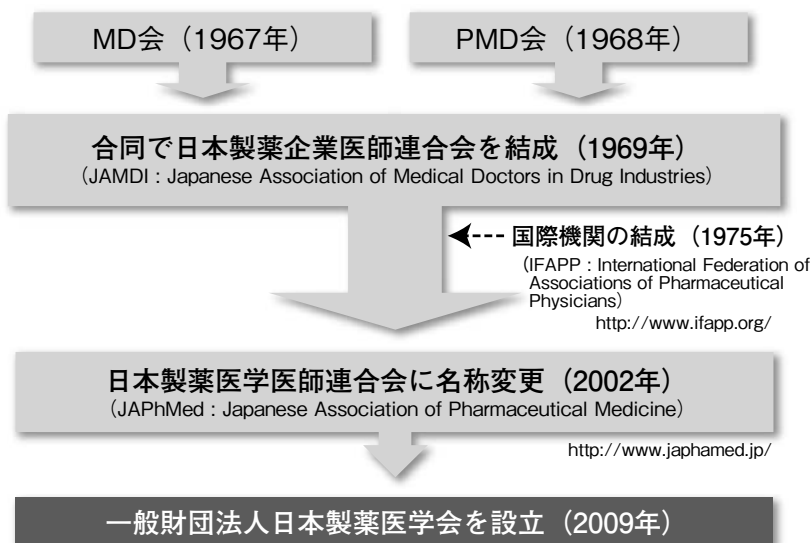 MD会（1967年）
PMD会（1968年）
合同で日本製薬企業医師連合会を結成（1969年）
（JAMDI : Japanese Association of Medical Doctors in Drug Industries）
国際機関の結成（1975年）
（IFAPP : International Federation of
Associations of Pharmaceutical
Physicians）
http://www.ifapp.org/
日本製薬医学医師連合会に名称変更（2002年）
（JAPhMed : Japanese Association of Pharmaceutical Medicine）
http://www.japhamed.jp/
一般財団法人日本製薬医学会を設立（2009年）